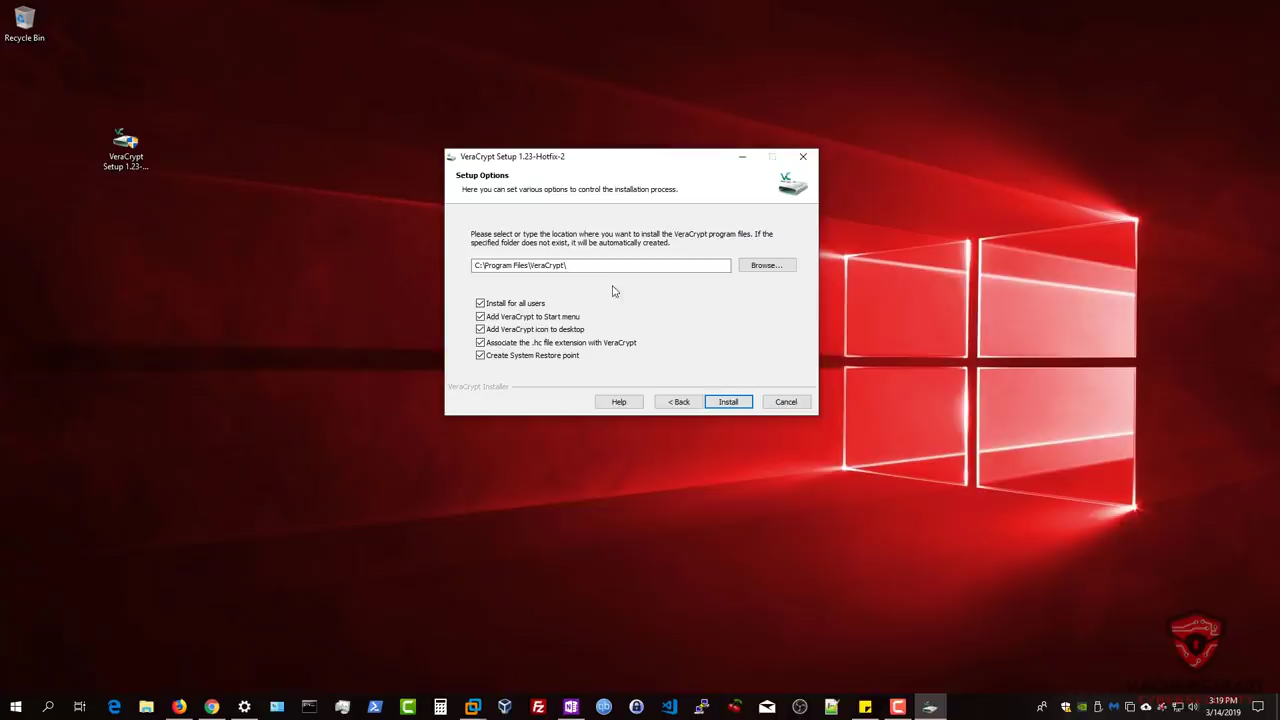 Recycle Bin
VeraCrypt
Setup 1.23-...
VeraCrypt Setup 1.23-Hotfix-2
Setup Options
Here you can set various options to control the installation process.
VC
Please select or type the location where you want to install the VeraCrypt program files. If the
specified folder does not exist, it will be automatically created.
C:\Program Files\VeraCrypt\
Browse...
Install for all users
Add VeraCrypt to Start menu
Add VeraCrypt icon to desktop
Associate the .hc file extension with VeraCrypt
Create System Restore point
VeraCrypt Installer
Help
< Back
Install
Cancel
3:19 PM
3/14/2019